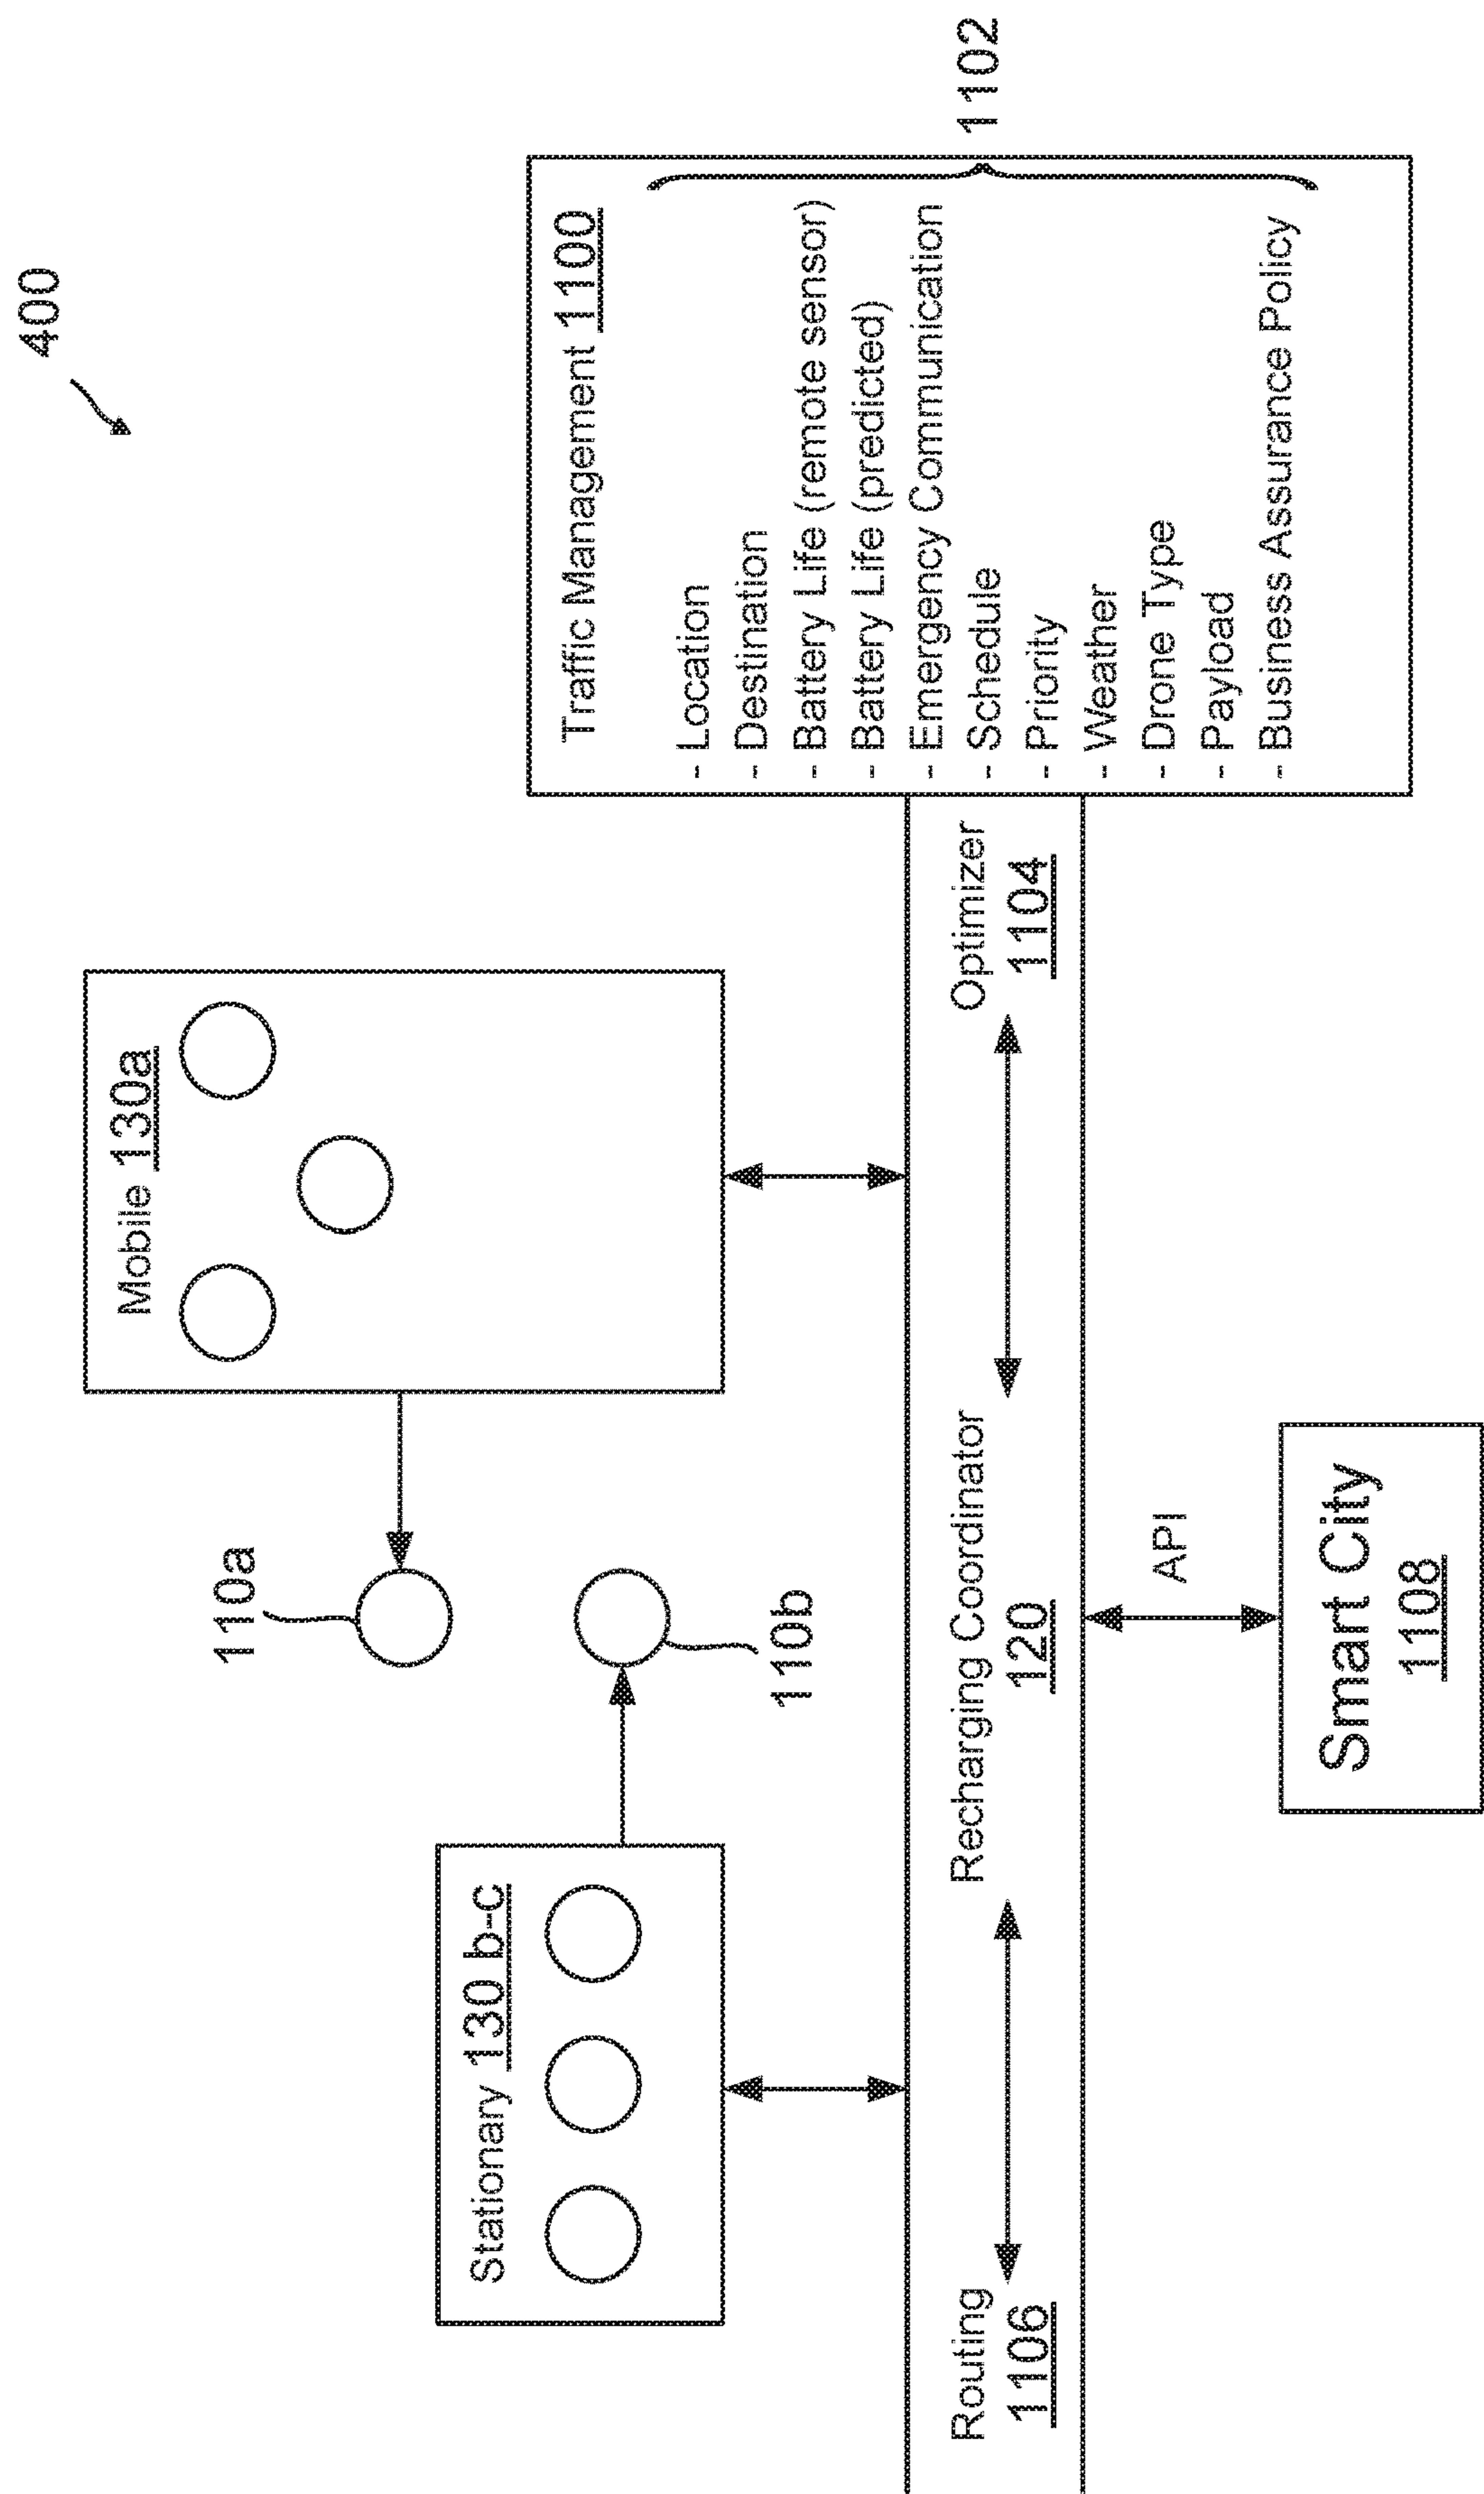 400
Mobile 130a
110a
Stationary 130 b-c
110b
Traffic Management 1100
- Location
- Destination
- Battery Life (remote sensor)
- Battery Life (predicted)
- Emergency Communication
- Schedule
- Priority
- Weather
- Drone Type
- Payload
- Business Assurance Policy
1102
Routing
1106
Recharging Coordinator
120
Optimizer
1104
API
Smart City
1108